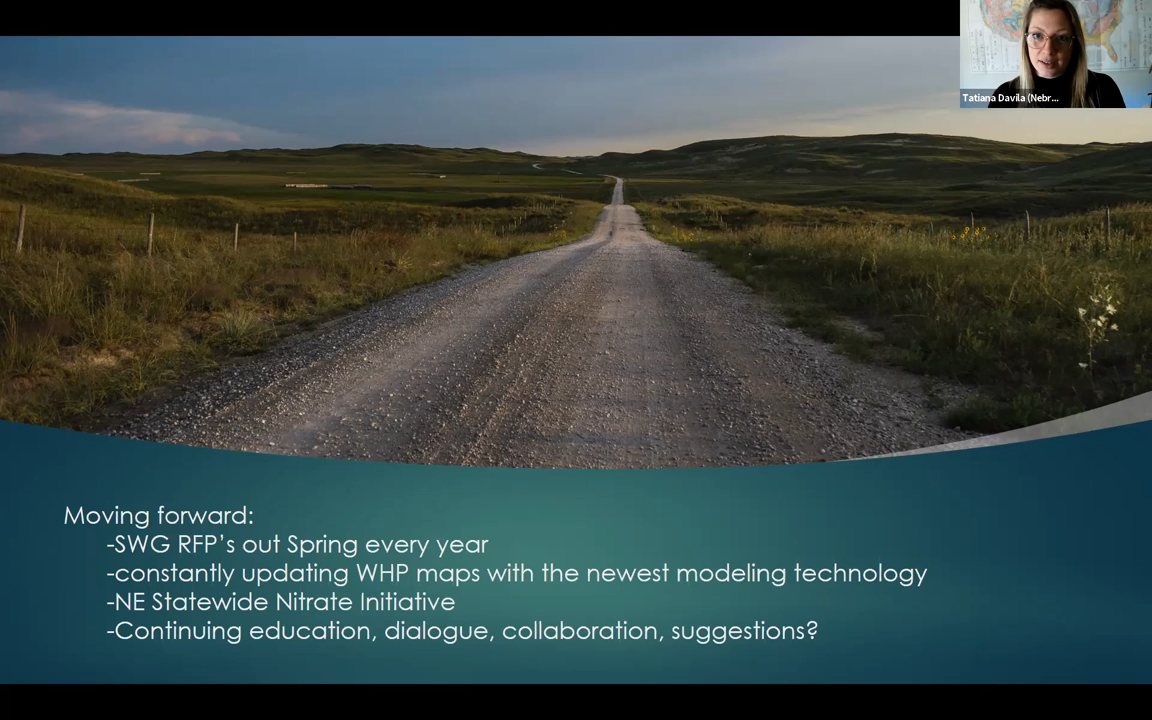 Tatiana Davila (Nebr...
Moving forward:
-SWG RFP’s out Spring every year
-constantly updating WHP maps with the newest modeling technology
-NE Statewide Nitrate Initiative
-Continuing education, dialogue, collaboration, suggestions?